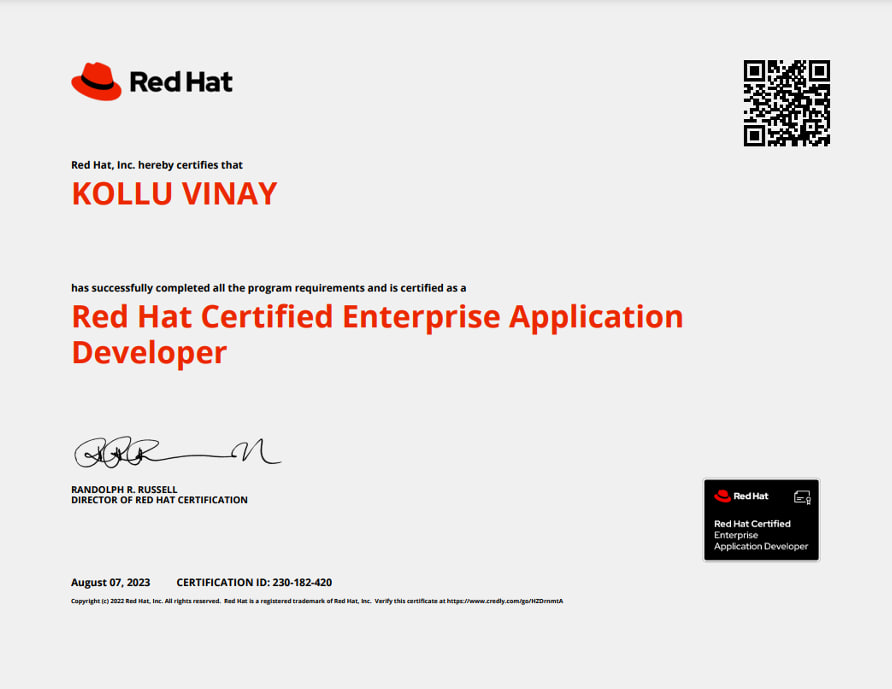 Red Hat
Red Hat, Inc. hereby certifies that
KOLLU VINAY
has successfully completed all the program requirements and is certified as a
Red Hat Certified Enterprise Application
Developer
RANDOLPH R. RUSSELL
DIRECTOR OF RED HAT CERTIFICATION
Red Hat
Red Hat Certified
Enterprise
Application Developer
August 07, 2023 CERTIFICATION ID: 230-182-420
Copyright (c) 2022 Red Hat, Inc. All rights reserved. Red Hat is a registered trademark of Red Hat, Inc. Verify this certificate at https://www.credly.com/go/HZDrnmtA